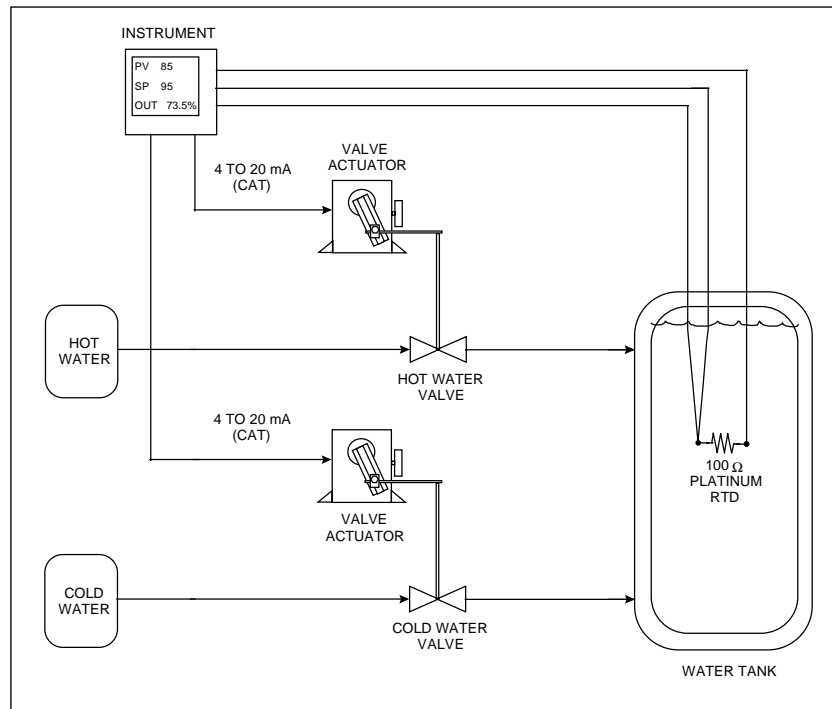 INSTRUMENT
PV 85
SP 95
OUT 73.5%
4 TO 20 mA
(CAT)
VALVE
ACTUATOR
HOT
WATER
HOT WATER
VALVE
4 TO 20 mA
(CAT)
VALVE
ACTUATOR
100 Ω
PLATINUM
RTD
COLD
WATER
COLD WATER
VALVE
WATER TANK